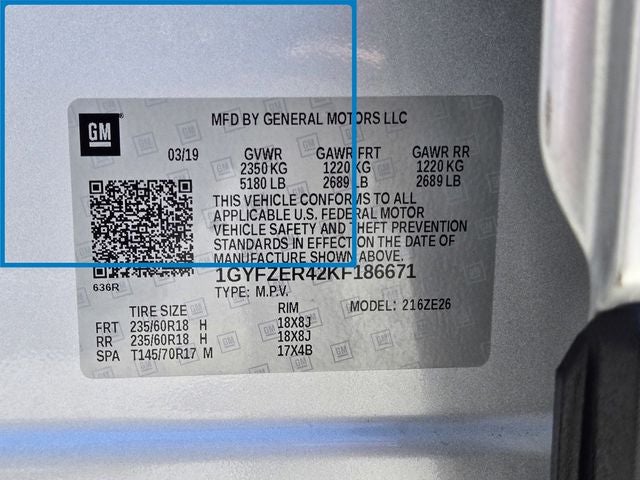 GM
MFD BY GENERAL MOTORS LLC
03/19 GVWR GAWR FRT GAWR RR
2350 KG 1220 KG 1220 KG
5180 LB 2689 LB 2689 LB
THIS VEHICLE CONFORMS TO ALL
APPLICABLE U.S. FEDERAL MOTOR
VEHICLE SAFETY AND THEFT PREVENTION
STANDARDS IN EFFECT ON THE DATE OF
MANUFACTURE SHOWN ABOVE.
636R
1GYFZER42KF186671
TYPE: M.P.V. MODEL: 216ZE26
TIRE SIZE RIM
FRT 235/60R18 H 18X8J
RR 235/60R18 H 18X8J
SPA T145/70R17 M 17X4B